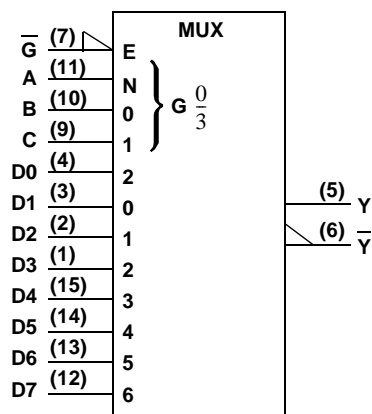 MUX
G (7) E
A (11) N
B (10) 0 G 0/3
C (9) 1
D0 (4) 2
D1 (3) 0 (5) Y
D2 (2) 1 (6) Y
D3 (1) 2
D4 (15) 3
D5 (14) 4
D6 (13) 5
D7 (12) 6